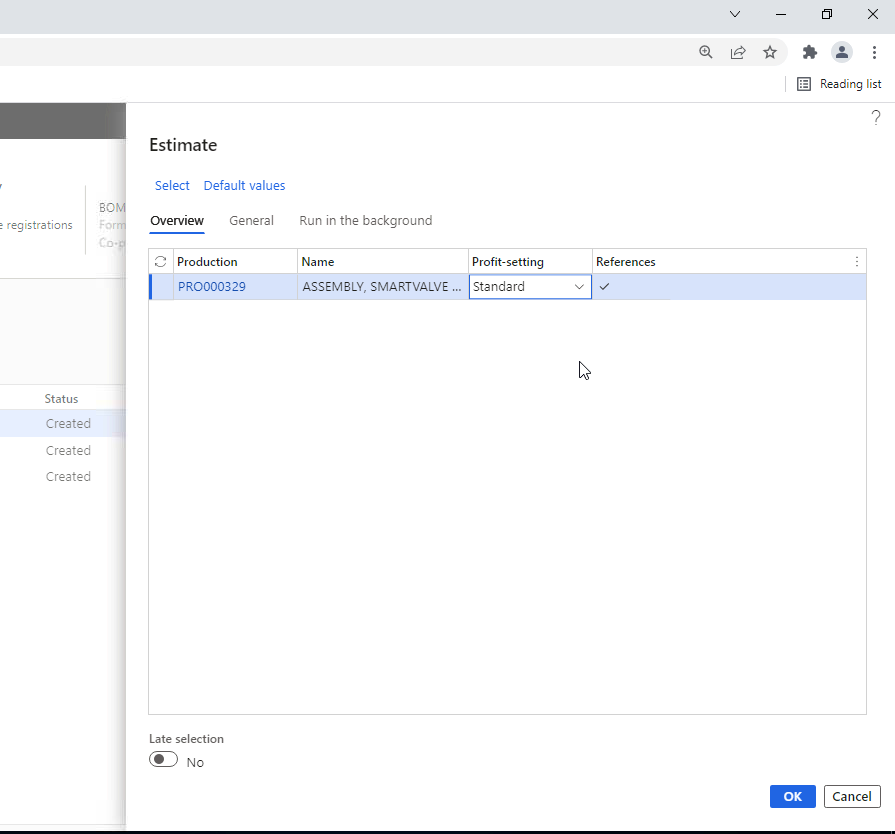 Reading list
?
Estimate
Select Default values
Overview General Run in the background
e registrations
BOM
Form
Co-p
Production Name Profit-setting References
PRO000329 ASSEMBLY, SMARTVALVE ... Standard
Status
Created
Created
Created
Late selection
No
OK Cancel